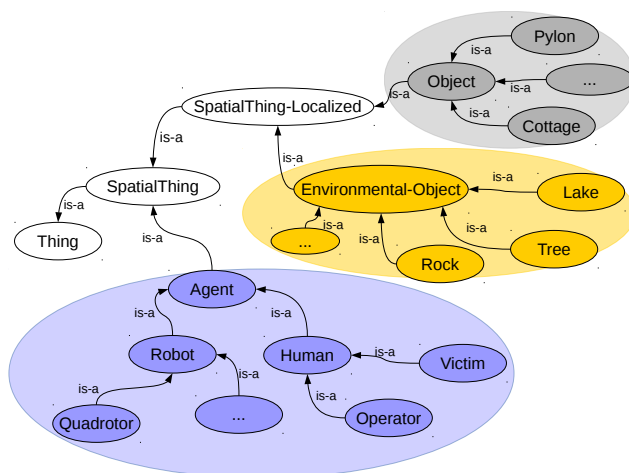 Pylon
is-a
Object
is-a
...
is-a
SpatialThing-Localized
is-a
Cottage
is-a
is-a
Environmental-Object
is-a
Lake
SpatialThing
is-a
is-a
is-a
is-a
Thing
...
Tree
is-a
Rock
Agent
is-a
is-a
Robot
Human
is-a
Victim
is-a
is-a
is-a
Quadrotor
...
Operator